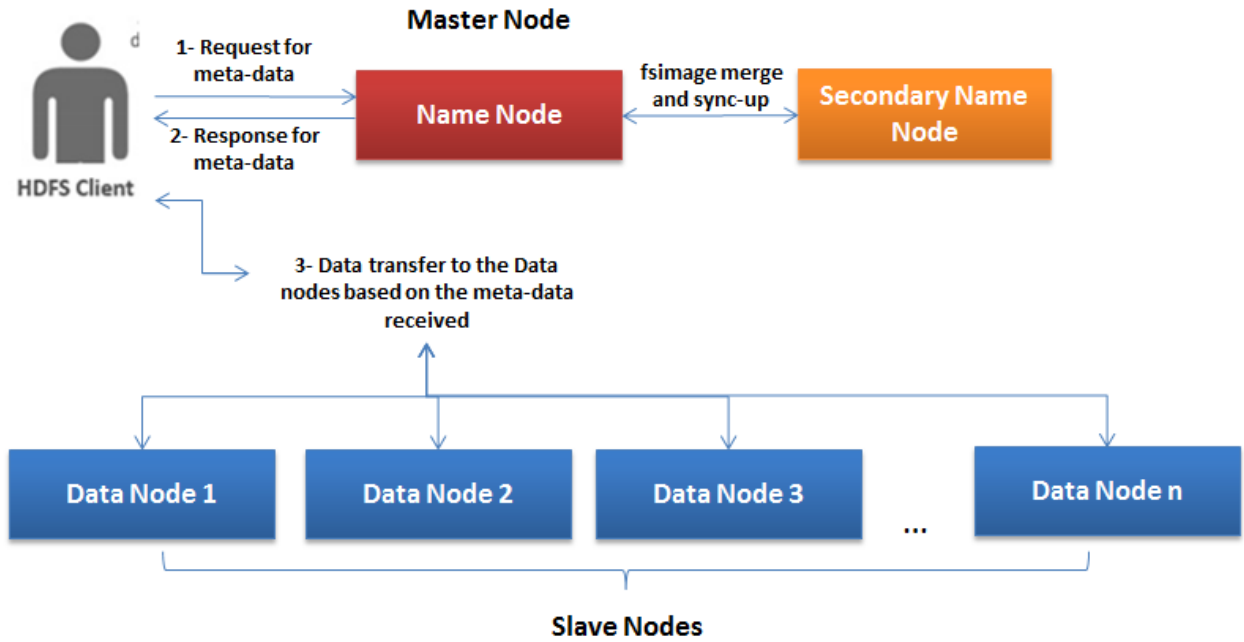 Master Node
d
1- Request for
meta-data
2- Response for
meta-data
HDFS Client
Name Node
fsimage merge
and sync-up
Secondary Name
Node
3- Data transfer to the Data
nodes based on the meta-data
received
Data Node 1
Data Node 2
Data Node 3
...
Data Node n
Slave Nodes